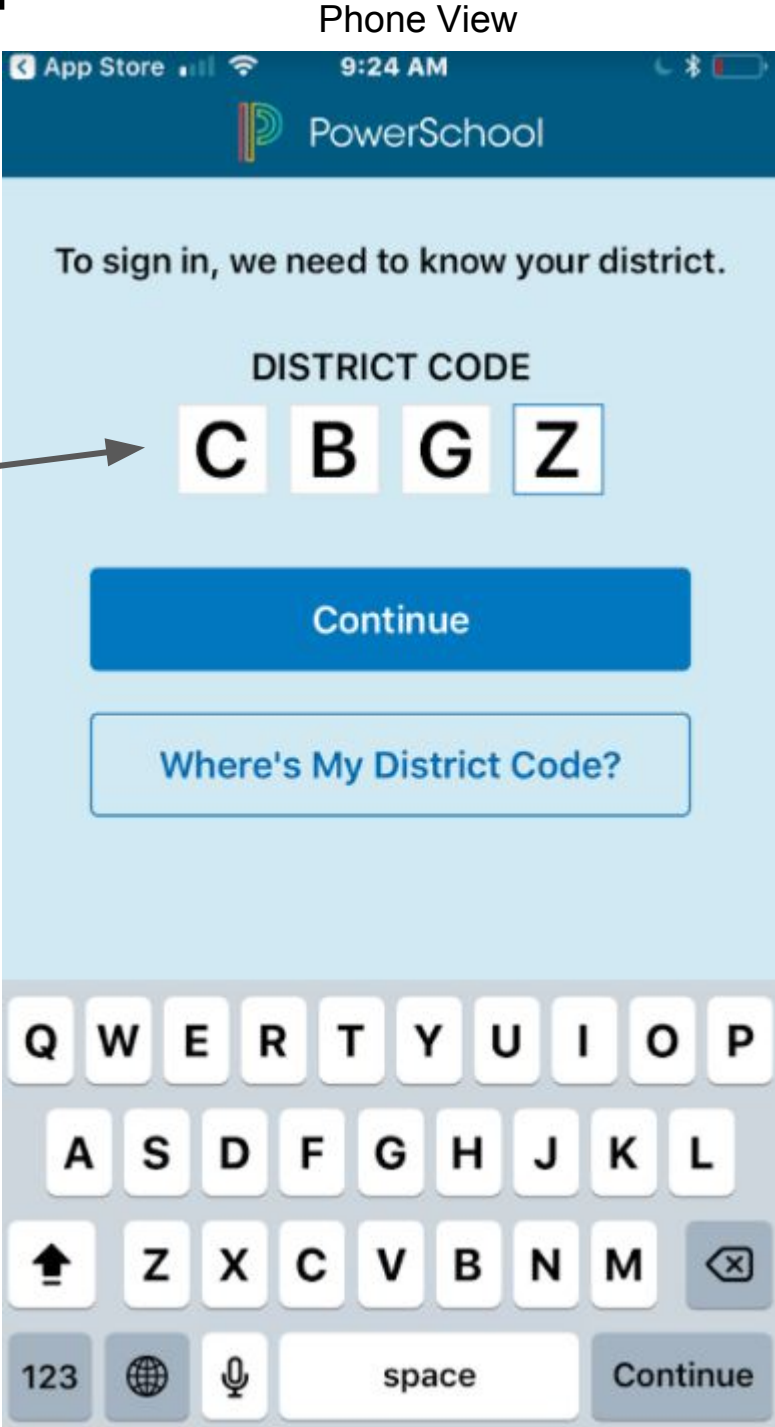 Phone View
App Store 9:24 AM
PowerSchool
To sign in, we need to know your district.
DISTRICT CODE
C B G Z
Continue
Where's My District Code?
Q W E R T Y U I O P
A S D F G H J K L
Z X C V B N M
123 space Continue